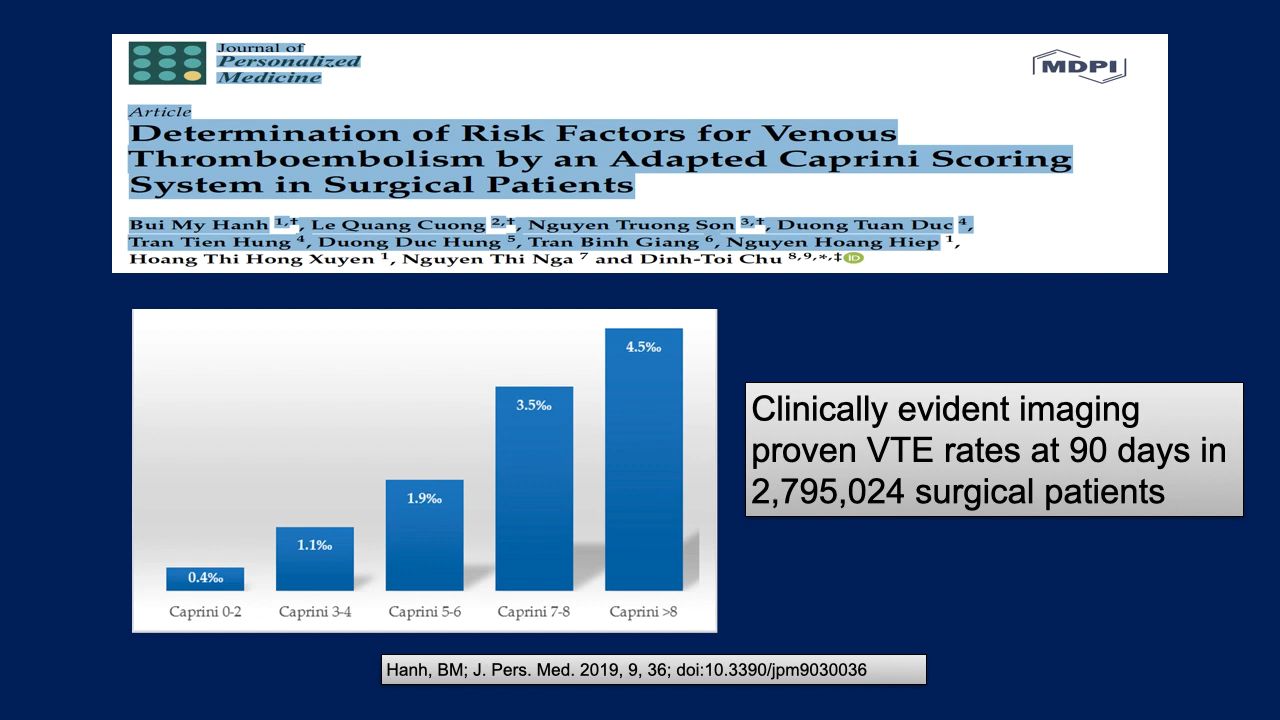 Journal of
Personalized
Medicine
MDPI
Article
Determination of Risk Factors for Venous
Thromboembolism by an Adapted Caprini Scoring
System in Surgical Patients
Bui My Hanh 1,†, Le Quang Cuong 2,†, Nguyen Truong Son 3,†, Duong Tuan Duc 4,
Tran Tien Hung 4, Duong Duc Hung 5, Tran Binh Giang 6, Nguyen Hoang Hiep 1,
Hoang Thi Hong Xuyen 1, Nguyen Thi Nga 7 and Dinh-Toi Chu 8,9,*,‡ iD
4.5‰
3.5‰
1.9‰
1.1‰
0.4‰
Caprini 0-2 Caprini 3-4 Caprini 5-6 Caprini 7-8 Caprini >8
Clinically evident imaging
proven VTE rates at 90 days in
2,795,024 surgical patients
Hanh, BM; J. Pers. Med. 2019, 9, 36; doi:10.3390/jpm9030036